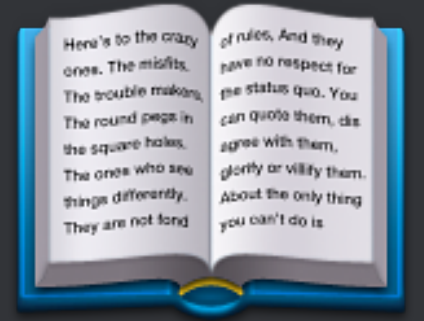 Here's to the crazy
ones. The misfits.
The trouble makers,
The round pegs in
the square holes,
The ones who see
things differently.
They are not fond
of rules, And they
have no respect for
the status quo. You
can quote them, dis
agree with them,
glorify or villify them.
About the only thing
you can't do is